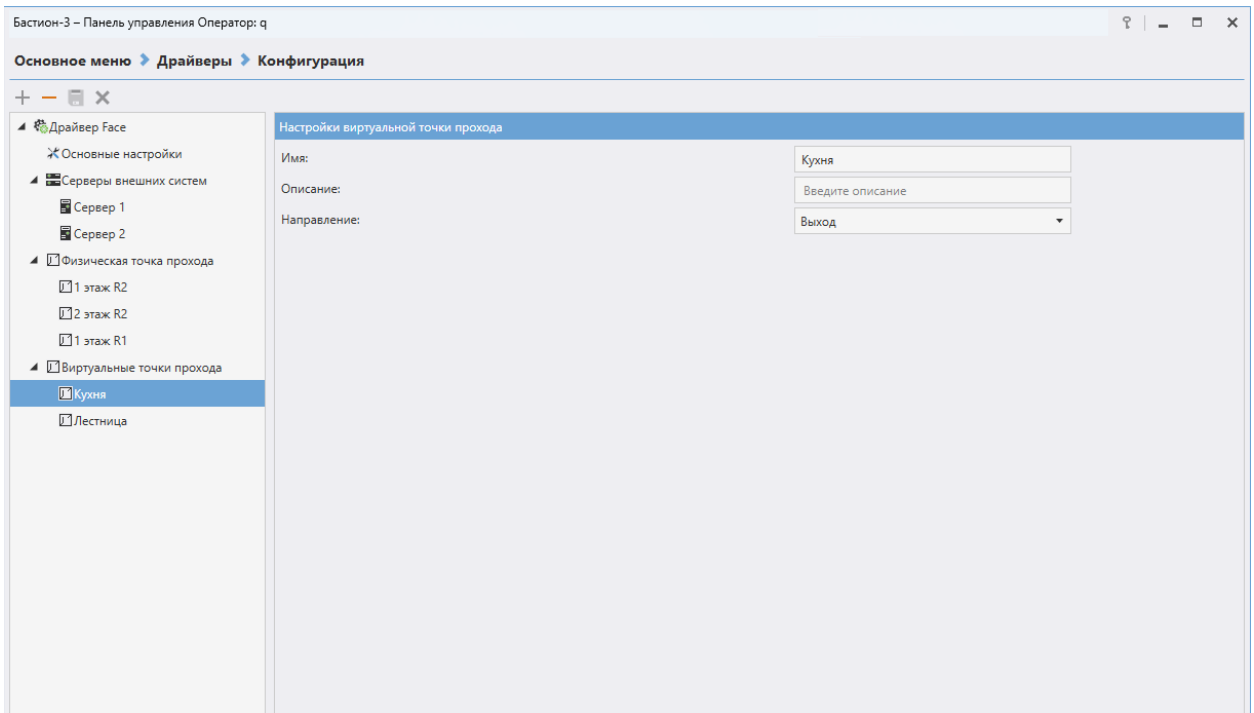 Бастион-3 – Панель управления Оператор: q
Основное меню Драйверы Конфигурация
Драйвер Face
Основные настройки
Серверы внешних систем
Сервер 1
Сервер 2
Физическая точка прохода
1 этаж R2
2 этаж R2
1 этаж R1
Виртуальные точки прохода
Кухня
Лестница
Настройки виртуальной точки прохода
Имя: Кухня
Описание: Введите описание
Направление: Выход